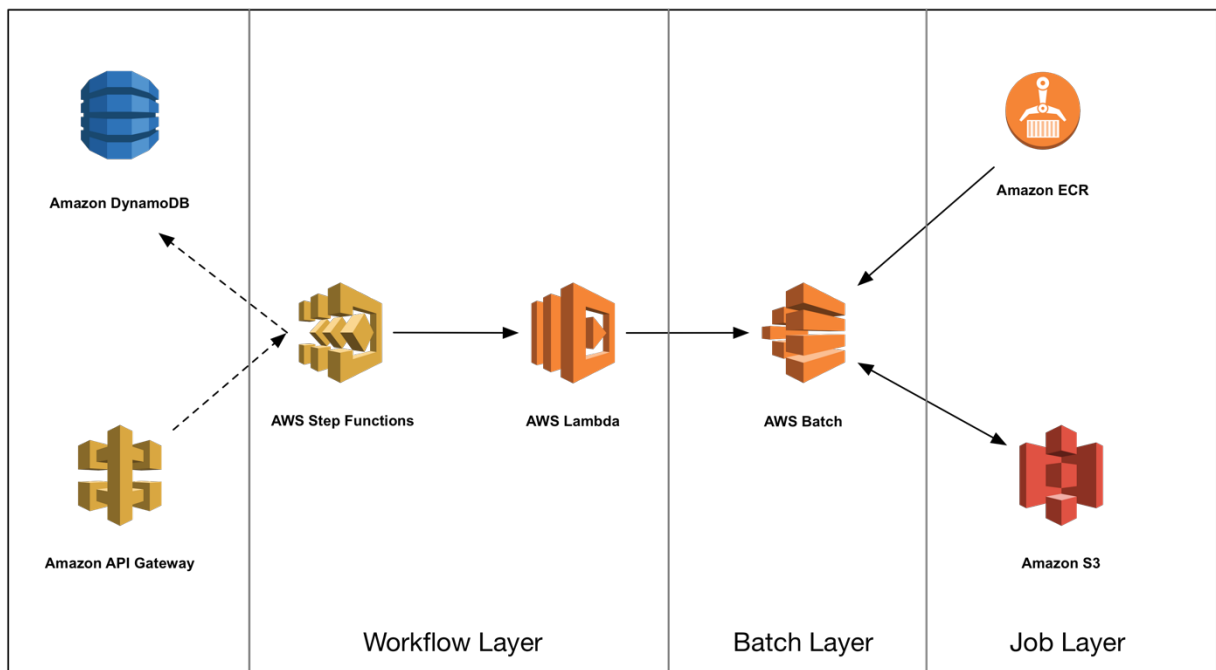 Amazon DynamoDB
Amazon API Gateway
AWS Step Functions
AWS Lambda
Workflow Layer
AWS Batch
Batch Layer
Amazon ECR
Amazon S3
Job Layer